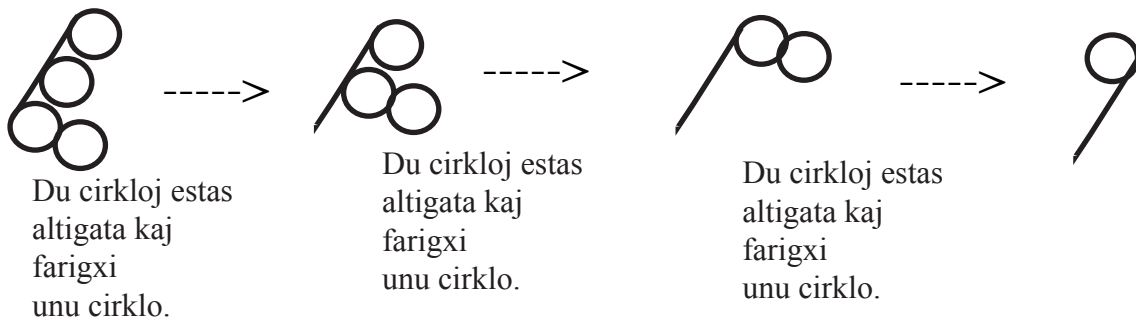 ----->
----->
----->
Du cirkloj estas
altigata kaj
farigxi
unu cirklo.
Du cirkloj estas
altigata kaj
farigxi
unu cirklo.
Du cirkloj estas
altigata kaj
farigxi
unu cirklo.